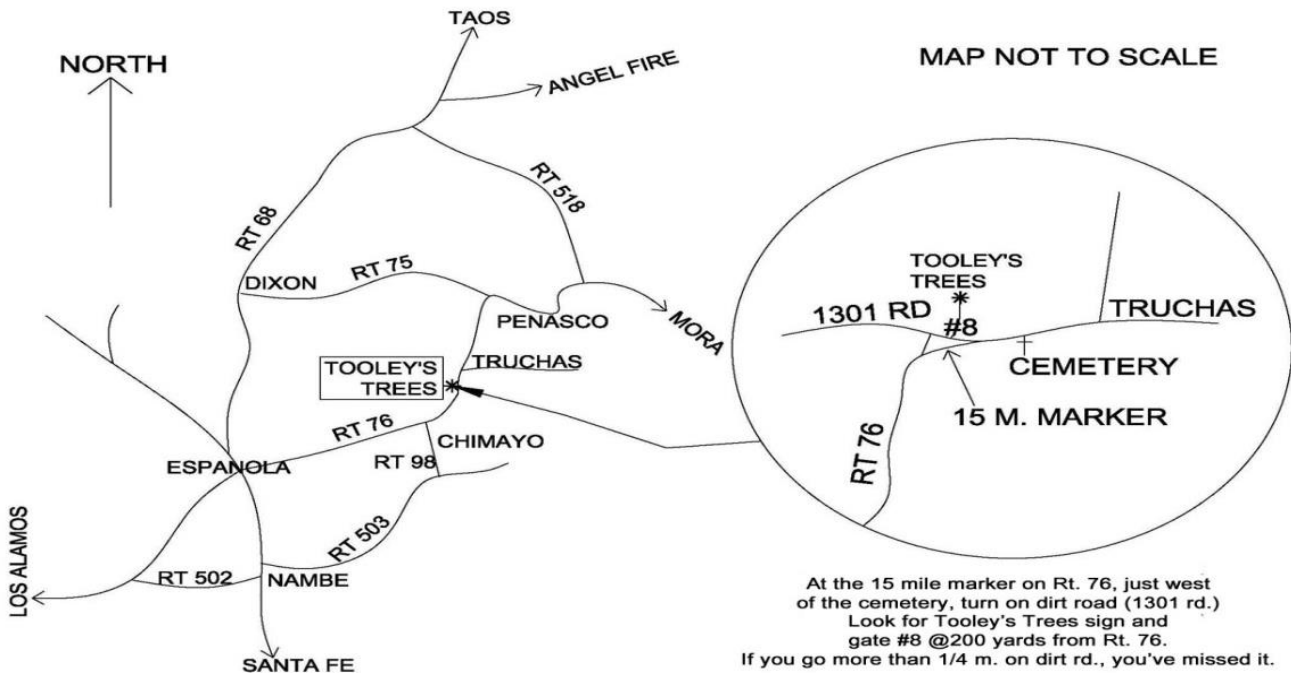 TAOS
NORTH
MAP NOT TO SCALE
ANGEL FIRE
RT 518
RT 68
DIXON
RT 75
PENASCO
MORA
TOOLEY'S
TREES
TRUCHAS
RT 76
CHIMAYO
RT 98
ESPANOLA
RT 503
LOS ALAMOS
RT 502
NAMBE
SANTA FE
TOOLEY'S
TREES
1301 RD
#8
TRUCHAS
CEMETERY
15 M. MARKER
RT 76
At the 15 mile marker on Rt. 76, just west
of the cemetery, turn on dirt road (1301 rd.)
Look for Tooley's Trees sign and
gate #8 @200 yards from Rt. 76.
If you go more than 1/4 m. on dirt rd., you've missed it.